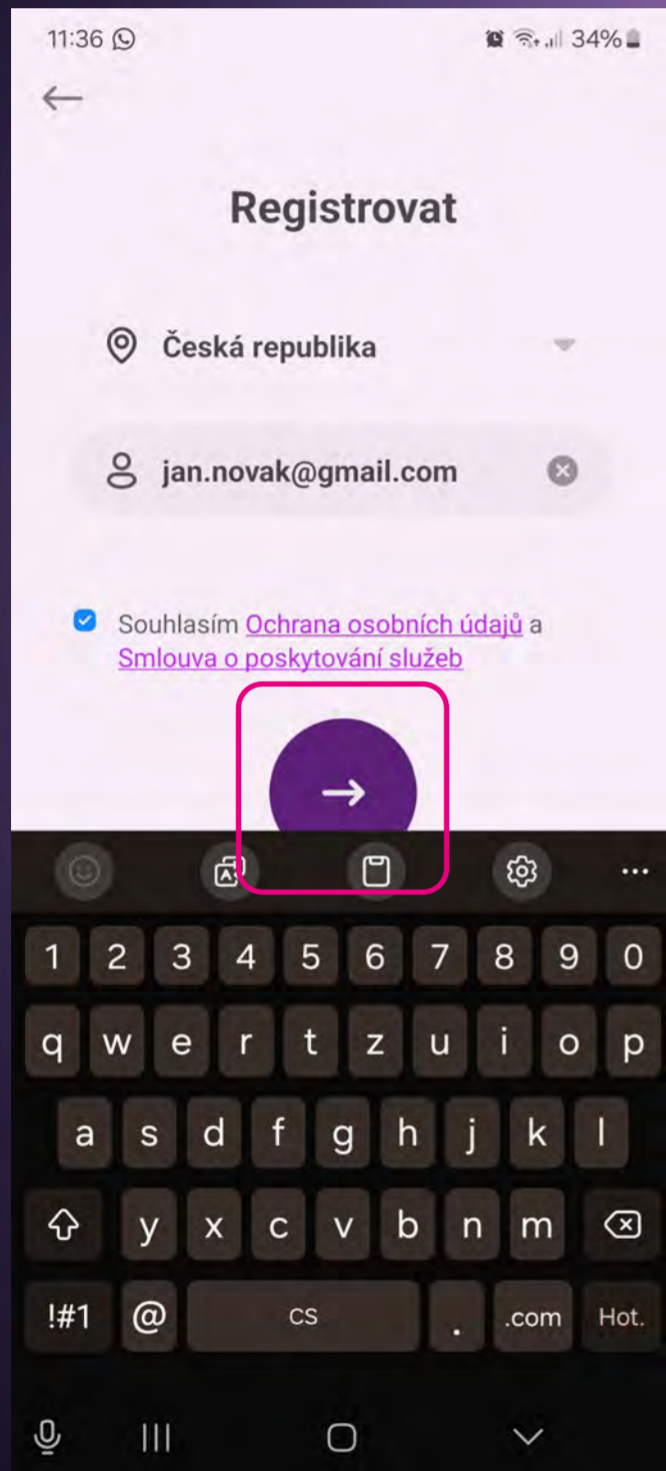 11:36 34%
Registrovat
Česká republika
jan.novak@gmail.com
Souhlasím Ochrana osobních údajů a
Smlouva o poskytování služeb
1 2 3 4 5 6 7 8 9 0
q w e r t z u i o p
a s d f g h j k l
y x c v b n m
!#1 @ cs . .com Hot.